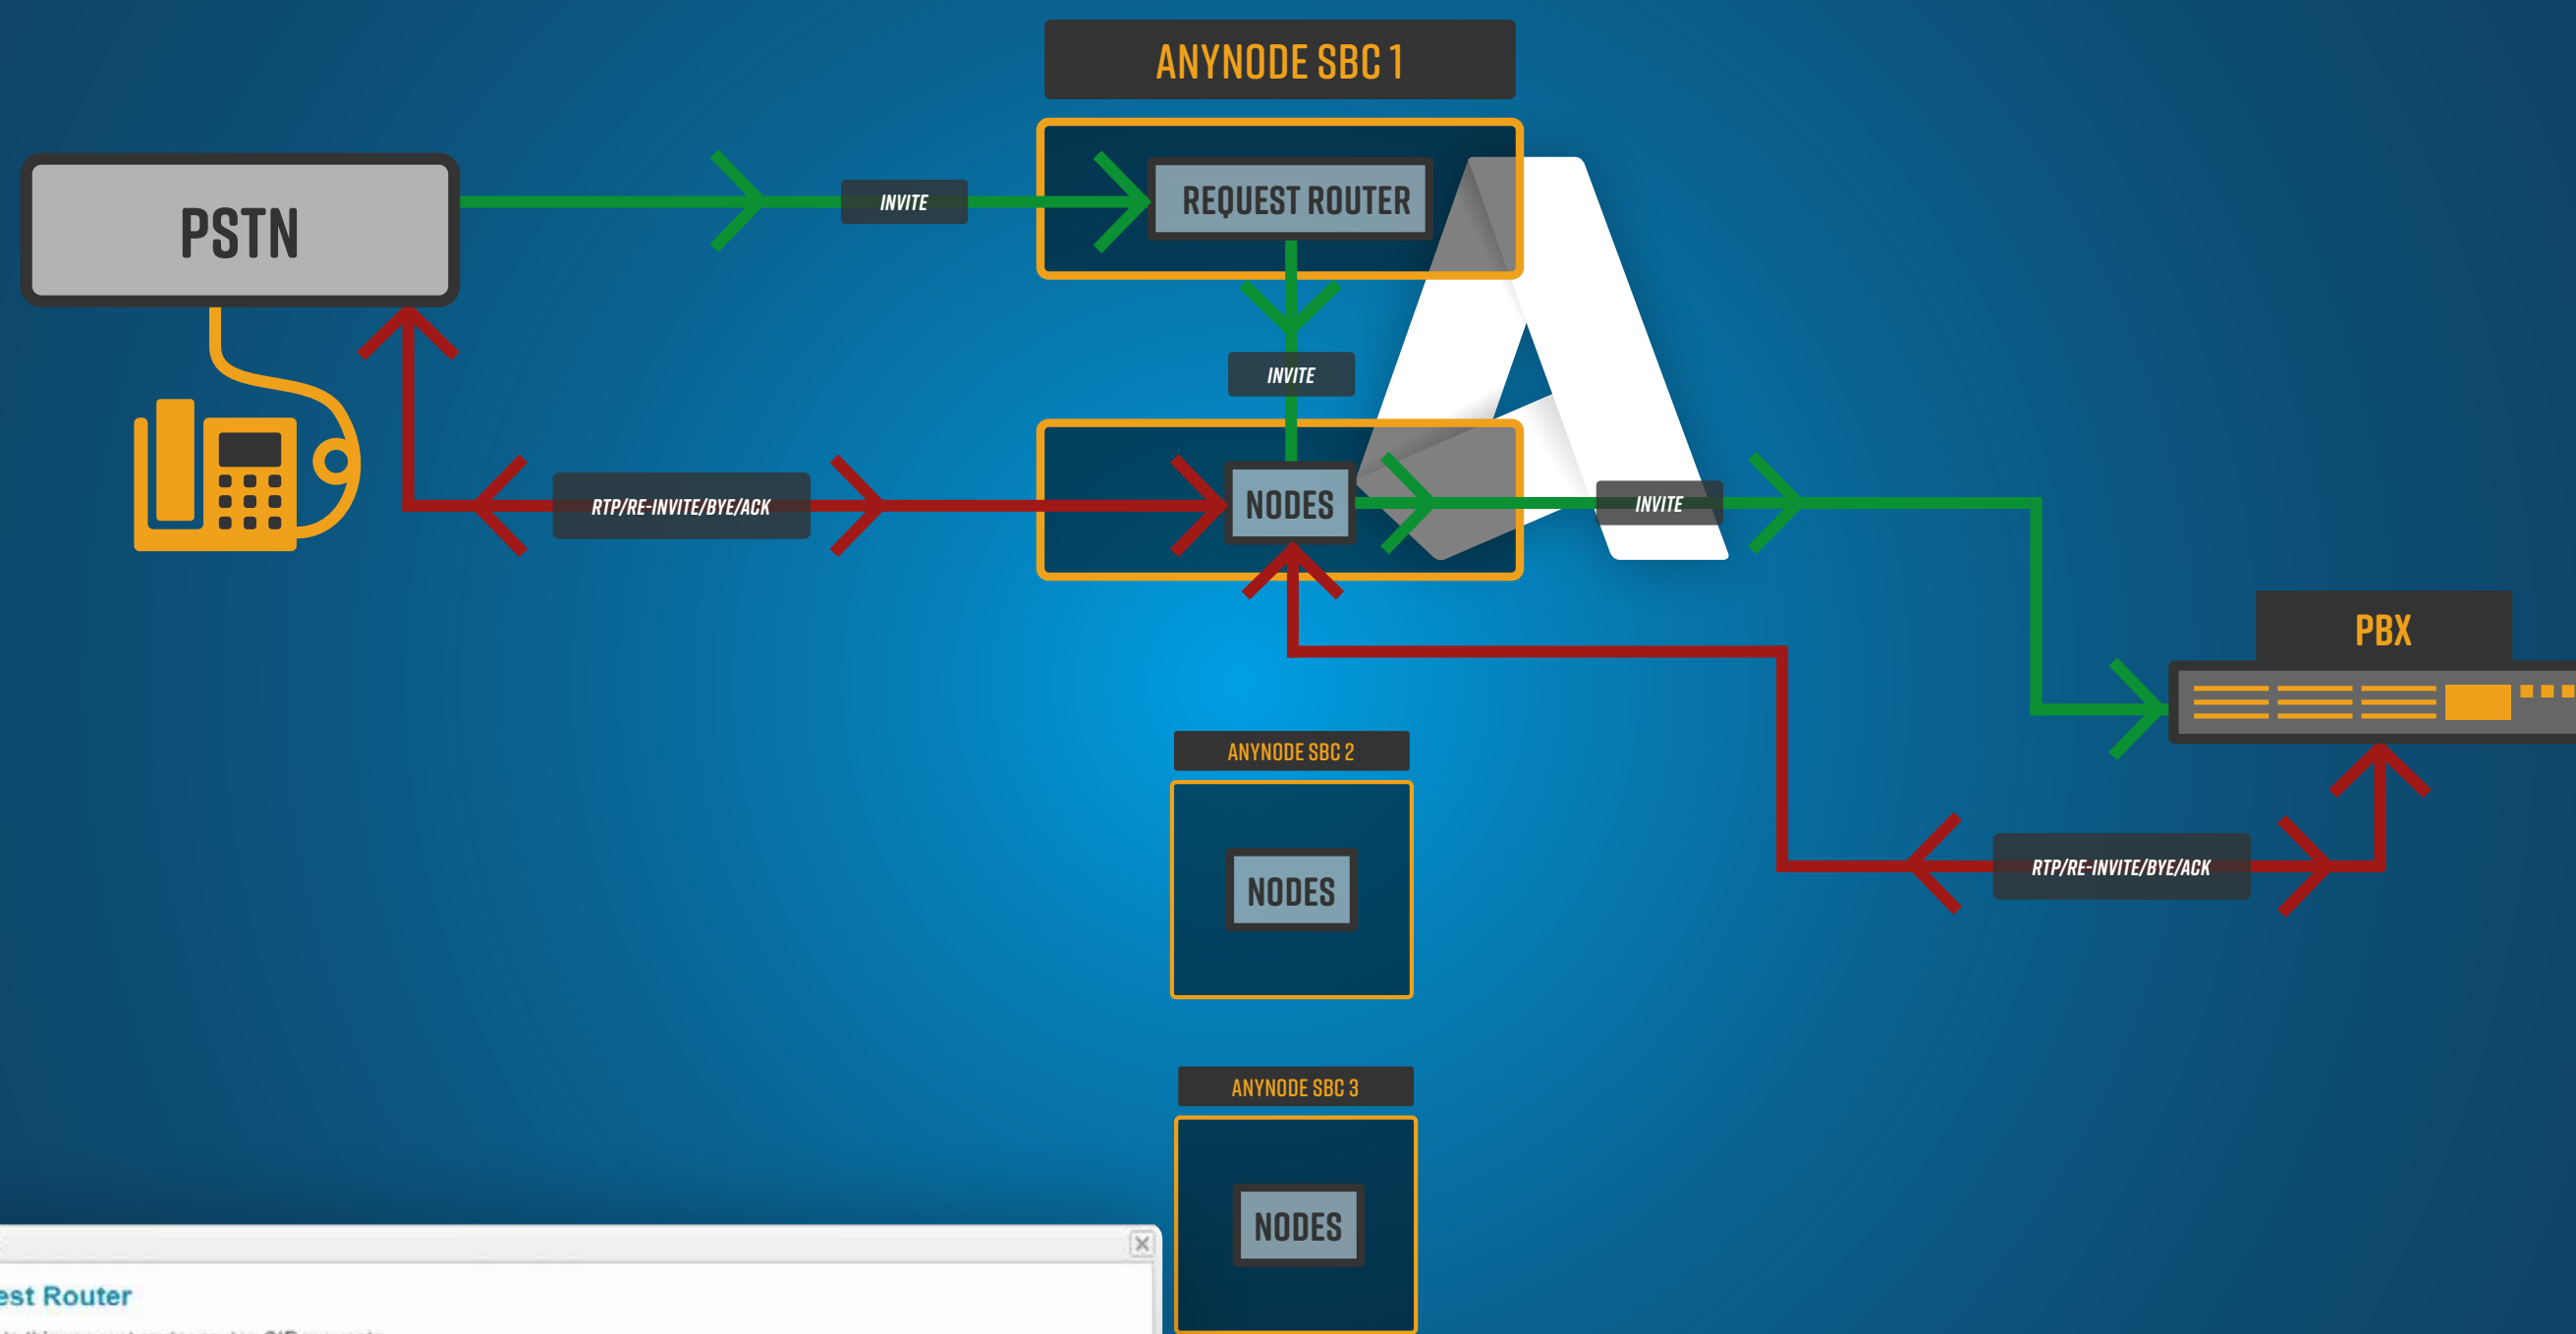 ANYNODE SBC 1
PSTN
INVITE
REQUEST ROUTER
INVITE
RTP/RE-INVITE/BYE/ACK
NODES
INVITE
PBX
ANYNODE SBC 2
NODES
RTP/RE-INVITE/BYE/ACK
ANYNODE SBC 3
NODES
Router